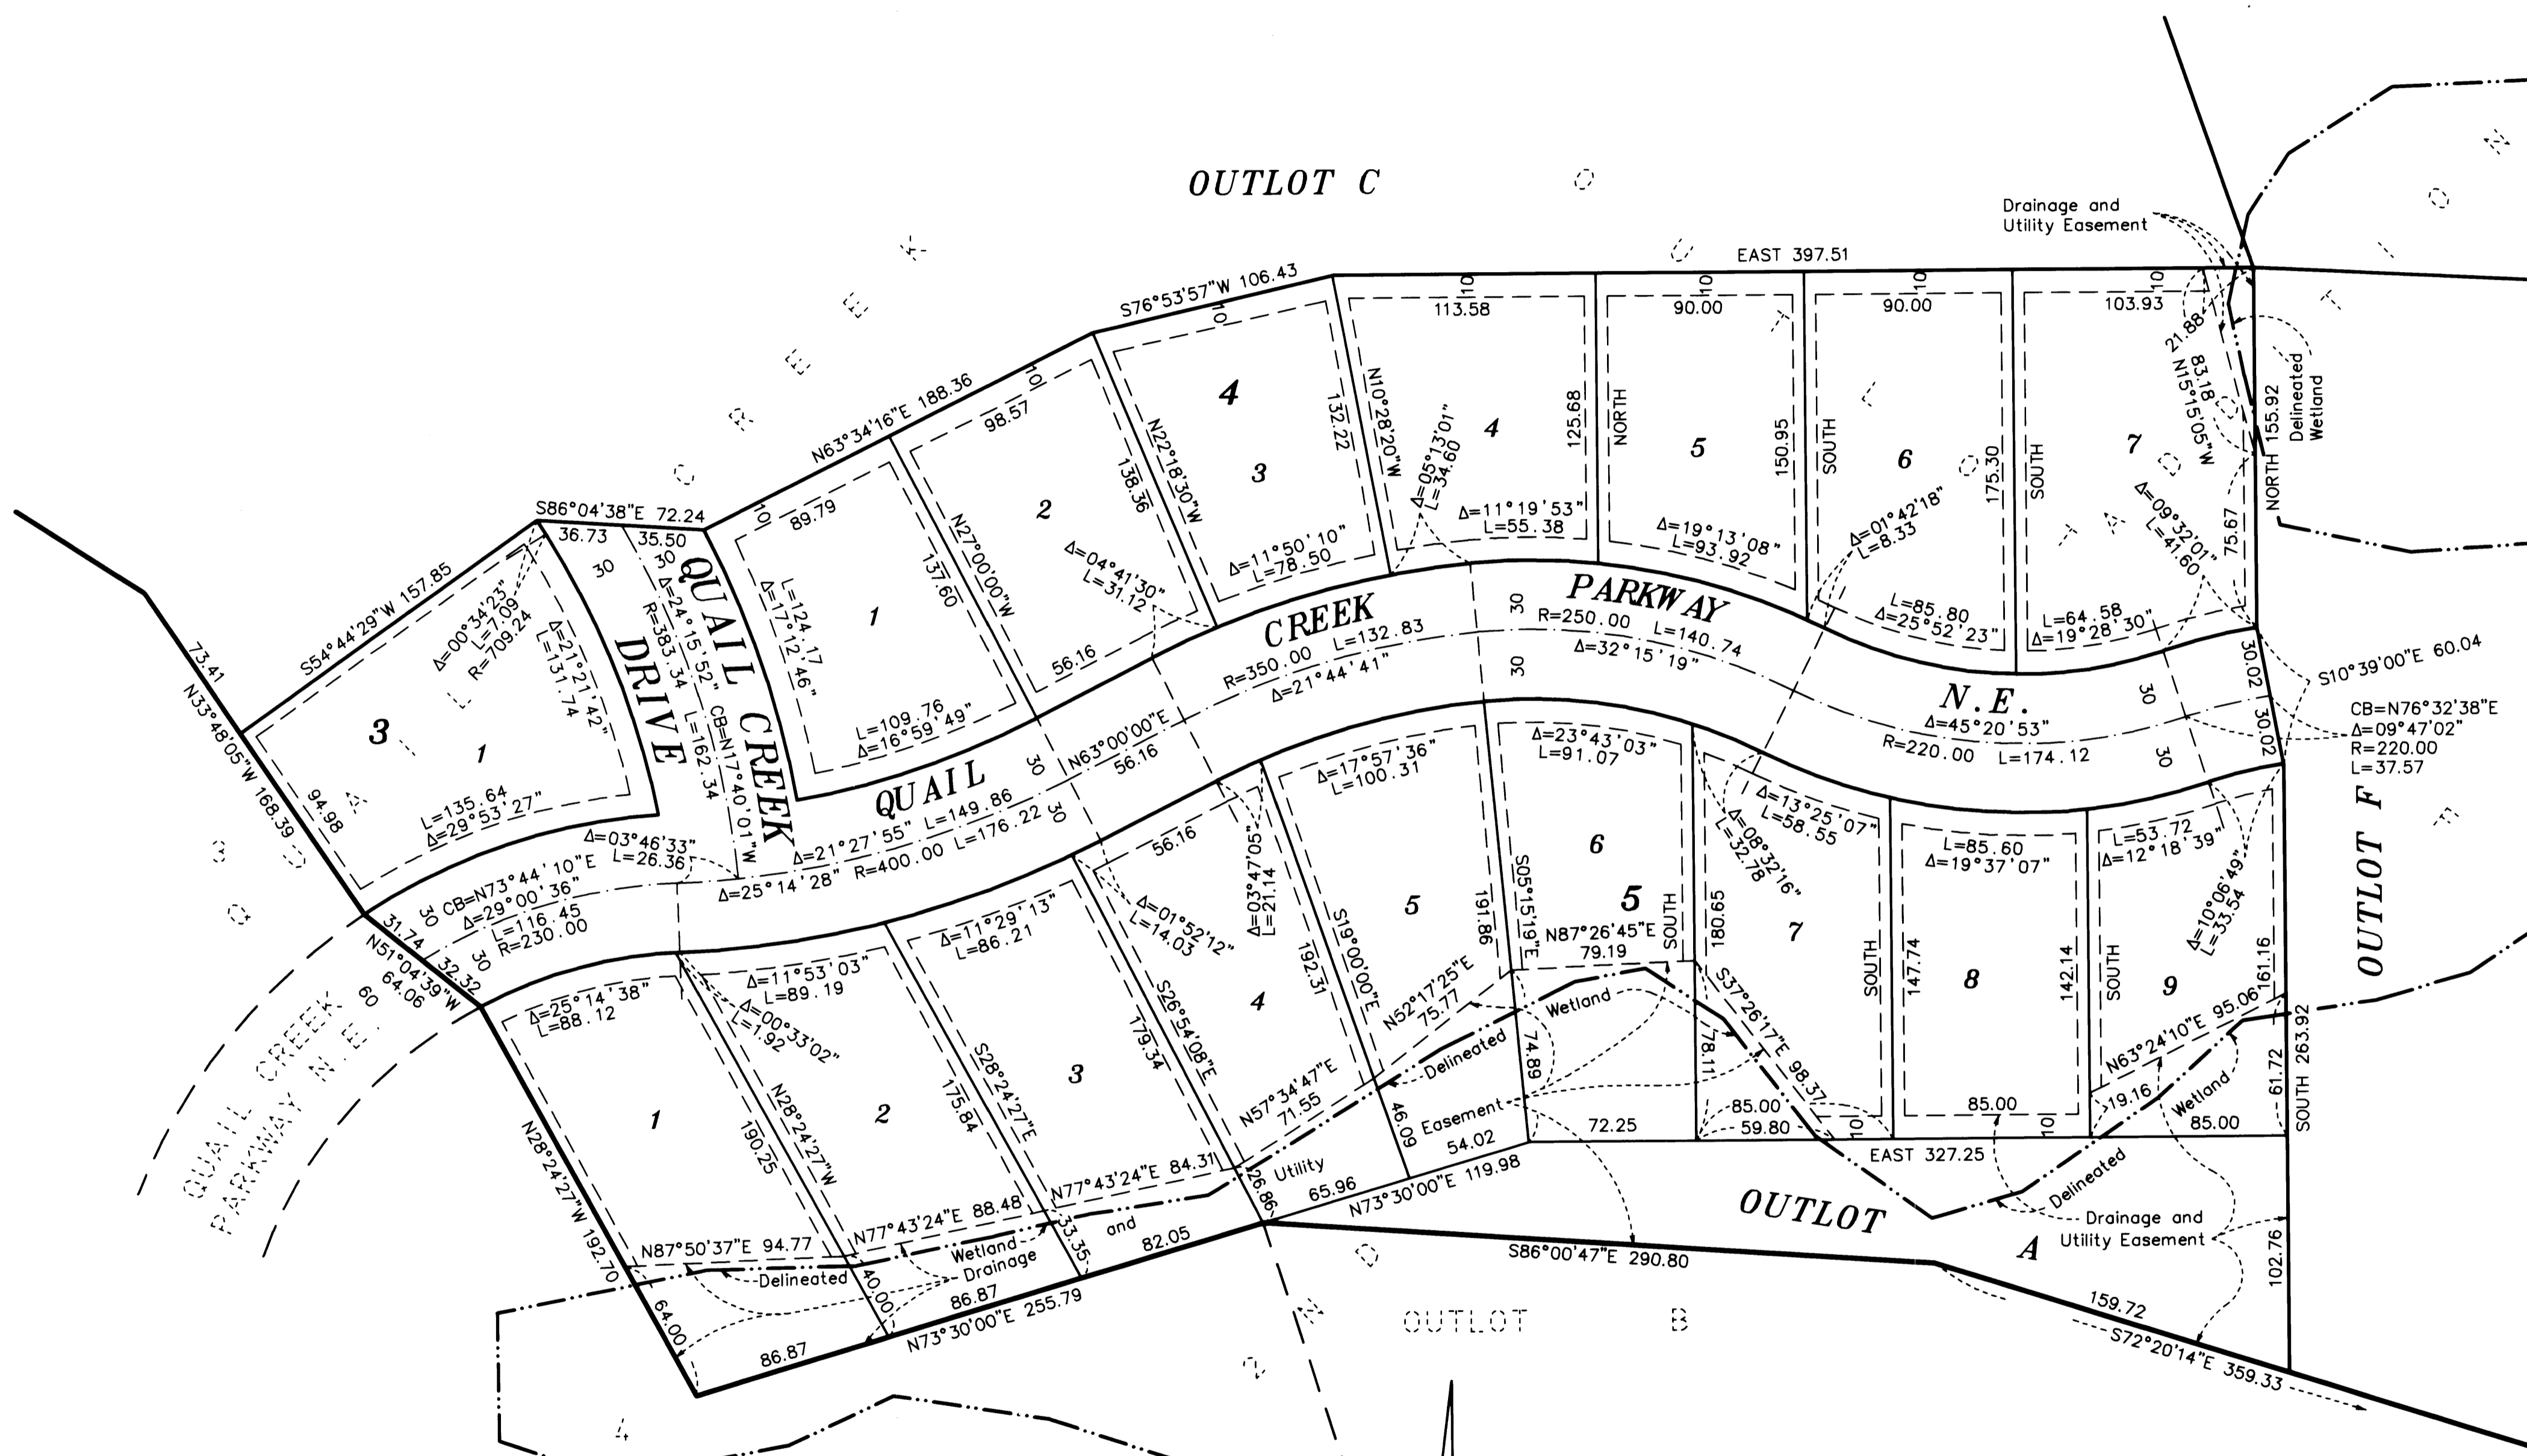 OUTLOT C
Drainage and
Utility Easement
EAST 397.51
S76°53'57"W 106.43
N63°34'16"E 188.36
S86°04'38"E 72.24
S54°44'29"W 157.85
36.73
35.50
30
30
10
89.79
10
98.57
10
10
113.58
10
90.00
10
90.00
10
103.93
21.88
83.18
N15°15'05"W
NORTH 155.92
Delineated
Wetland
4
1
2
3
4
5
6
7
137.60
N27°00'00"W
138.36
N22°18'30"W
132.22
N10°28'20"W
125.68
NORTH
150.95
SOUTH
175.30
SOUTH
75.67
Δ=00°34'23"
L=7.09
R=709.24
Δ=21°21'42"
L=131.74
3
1
L=135.64
Δ=29°53'27"
94.98
73.41
N33°48'05"W 168.39
QUAIL CREEK
DRIVE
Δ=24°15'52" CB=N17°40'01"W
R=383.34 L=162.34
L=124.17
Δ=17°12'46"
L=109.76
Δ=16°59'49"
56.16
Δ=04°41'30"
L=31.12
Δ=11°50'10"
L=78.50
Δ=05°13'01"
L=34.60
Δ=11°19'53"
L=55.38
Δ=19°13'08"
L=93.92
Δ=01°42'18"
L=8.33
L=85.80
Δ=25°52'23"
L=64.58
Δ=19°28'30"
Δ=09°32'01"
L=41.60
QUAIL CREEK PARKWAY N.E.
Δ=03°46'33"
L=26.36
CB=N73°44'10"E
Δ=29°00'36"
L=116.45
R=230.00
30
30
31.74
32.32
N51°04'39"W
64.06
60
Δ=21°27'55" L=149.86
Δ=25°14'28" R=400.00 L=176.22
30
30
N63°00'00"E
56.16
R=350.00 L=132.83
Δ=21°44'41"
30
30
R=250.00 L=140.74
Δ=32°15'19"
Δ=45°20'53"
R=220.00 L=174.12
30
30
30.02
30.02
S10°39'00"E 60.04
CB=N76°32'38"E
Δ=09°47'02"
R=220.00
L=37.57
OUTLOT F
QUAIL CREEK
PARKWAY N.E.
Δ=25°14'38"
L=88.12
Δ=11°53'03"
L=89.19
Δ=00°33'02"
L=1.92
Δ=11°29'13"
L=86.21
Δ=01°52'12"
L=14.03
56.16
Δ=03°47'05"
L=21.14
Δ=17°57'36"
L=100.31
Δ=23°43'03"
L=91.07
Δ=08°32'16"
L=32.78
Δ=13°25'07"
L=58.55
L=85.60
Δ=19°37'07"
L=53.72
Δ=12°18'39"
Δ=10°06'49"
L=33.54
5
1
2
3
4
5
6
7
8
9
N28°24'27"W 192.70
64.00
190.25
N28°24'27"W
40.00
175.84
S28°24'27"E
33.35
179.34
S26°54'08"E
26.86
192.31
S19°00'00"E
46.09
191.86
S05°15'19"E
74.89
N87°26'45"E
79.19
SOUTH
180.65
78.11
S37°26'17"E 98.37
SOUTH
147.74
142.14
SOUTH
161.16
61.72
SOUTH 263.92
N63°24'10"E 95.06
19.16
N52°17'25"E
75.77
N57°34'47"E
71.55
N77°43'24"E 84.31
N77°43'24"E 88.48
N87°50'37"E 94.77
Delineated
Wetland
Drainage
and
Utility
Easement
Delineated
Wetland
86.87
86.87
82.05
N73°30'00"E 255.79
65.96
54.02
N73°30'00"E 119.98
72.25
85.00
59.80
10
85.00
10
85.00
EAST 327.25
Wetland
Delineated
Drainage and
Utility Easement
OUTLOT A
S86°00'47"E 290.80
102.76
159.72
S72°20'14"E 359.33
OUTLOT B
QUAIL CREEK
OUTLOT A
2ND
ADDITION
3
4